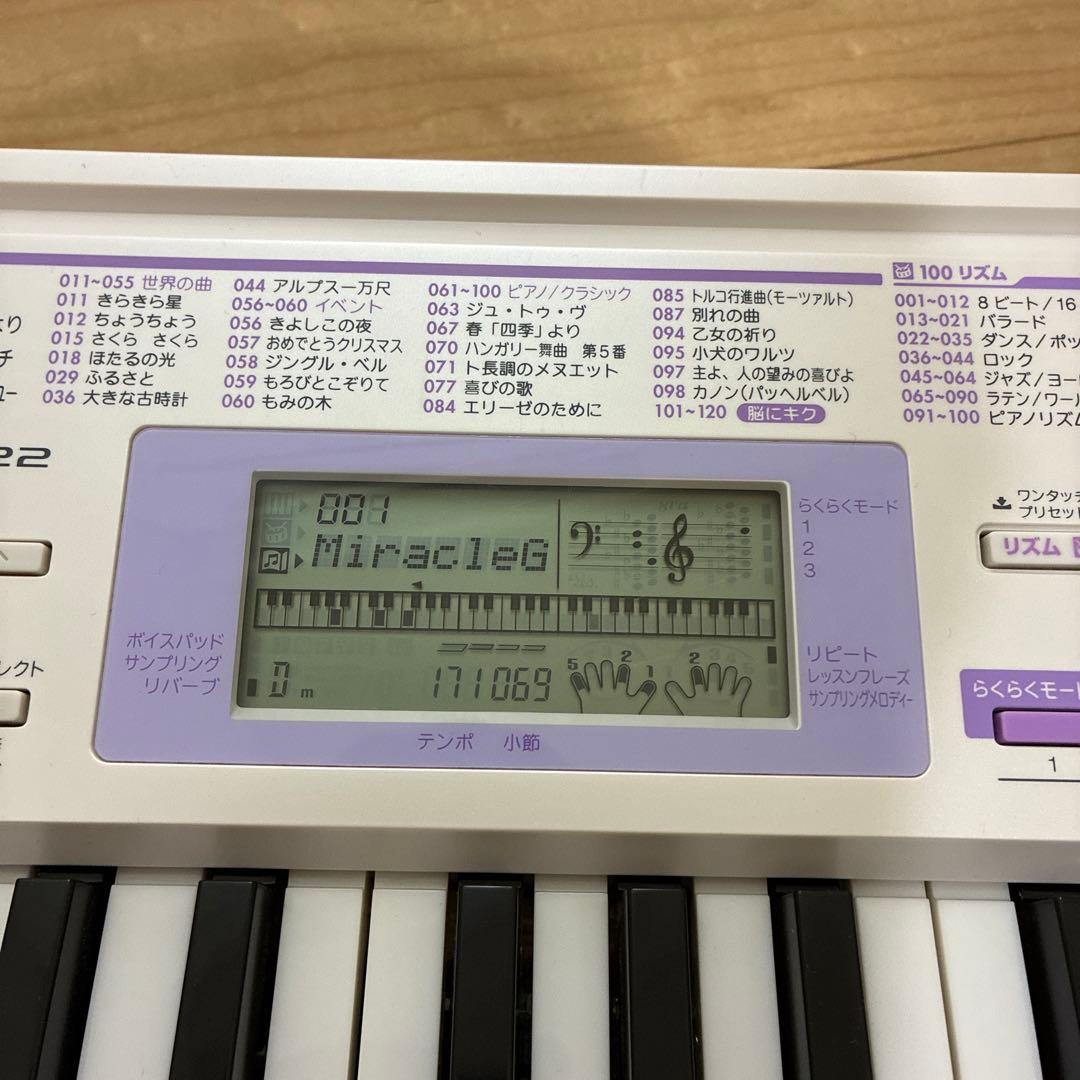 り
チ
ュー
011~055 世界の曲
011 きらきら星
012 ちょうちょう
015 さくら さくら
018 ほたるの光
029 ふるさと
036 大きな古時計
044 アルプス一万尺
056~060 イベント
056 きよしこの夜
057 おめでとうクリスマス
058 ジングル・ベル
059 もろびとこぞりて
060 もみの木
061~100 ピアノ/クラシック
063 ジュ・トゥ・ヴ
067 春「四季」より
070 ハンガリー舞曲 第5番
071 ト長調のメヌエット
077 喜びの歌
084 エリーゼのために
085 トルコ行進曲(モーツァルト)
087 別れの曲
094 乙女の祈り
095 小犬のワルツ
097 主よ、人の望みの喜びよ
098 カノン(パッヘルベル)
101~120 脳にキク
100 リズム
001~012 8 ビート/16
013~021 バラード
022~035 ダンス/ポッ
036~044 ロック
045~064 ジャズ/ヨー
065~090 ラテン/ワール
091~100 ピアノリズム
22
レクト
001
MiracleG
D m
171069
5 2 1 2
らくらくモード
1
2
3
ボイスパッド
サンプリング
リバーブ
リピート
レッスンフレーズ
サンプリングメロディー
テンポ 小節
ワンタッチ
プリセット
リズム
らくらくモード
1